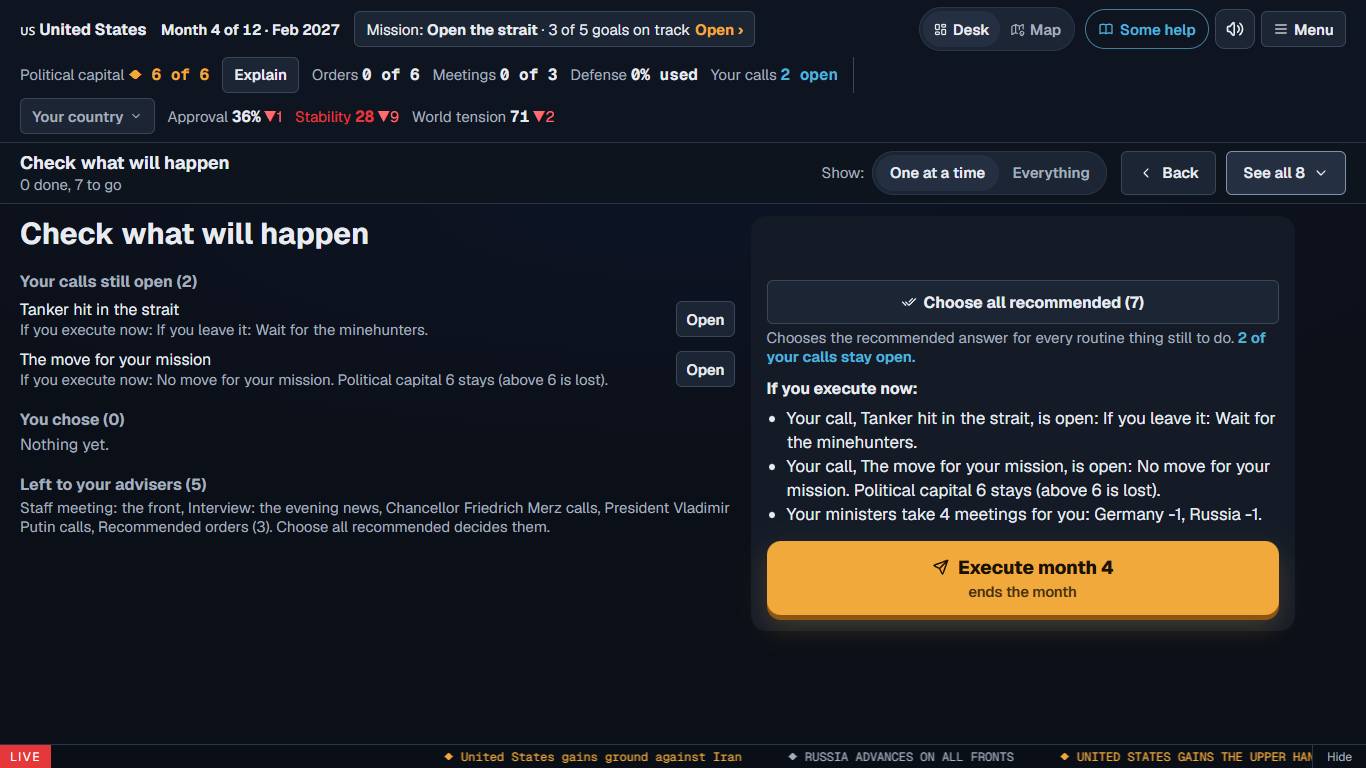 US United States Month 4 of 12 · Feb 2027 Mission: Open the strait · 3 of 5 goals on track Open › Desk Map Some help Menu
Political capital 6 of 6 Explain Orders 0 of 6 Meetings 0 of 3 Defense 0% used Your calls 2 open
Your country Approval 36% ▼1 Stability 28 ▼9 World tension 71 ▼2
Check what will happen
0 done, 7 to go
Show: One at a time Everything Back See all 8
Check what will happen
Your calls still open (2)
Tanker hit in the strait
If you execute now: If you leave it: Wait for the minehunters.
Open
The move for your mission
If you execute now: No move for your mission. Political capital 6 stays (above 6 is lost).
Open
You chose (0)
Nothing yet.
Left to your advisers (5)
Staff meeting: the front, Interview: the evening news, Chancellor Friedrich Merz calls, President Vladimir
Putin calls, Recommended orders (3). Choose all recommended decides them.
Choose all recommended (7)
Chooses the recommended answer for every routine thing still to do. 2 of
your calls stay open.
If you execute now:
• Your call, Tanker hit in the strait, is open: If you leave it: Wait for
the minehunters.
• Your call, The move for your mission, is open: No move for your
mission. Political capital 6 stays (above 6 is lost).
• Your ministers take 4 meetings for you: Germany -1, Russia -1.
Execute month 4
ends the month
LIVE ◆ United States gains ground against Iran ◆ RUSSIA ADVANCES ON ALL FRONTS ◆ UNITED STATES GAINS THE UPPER Hide